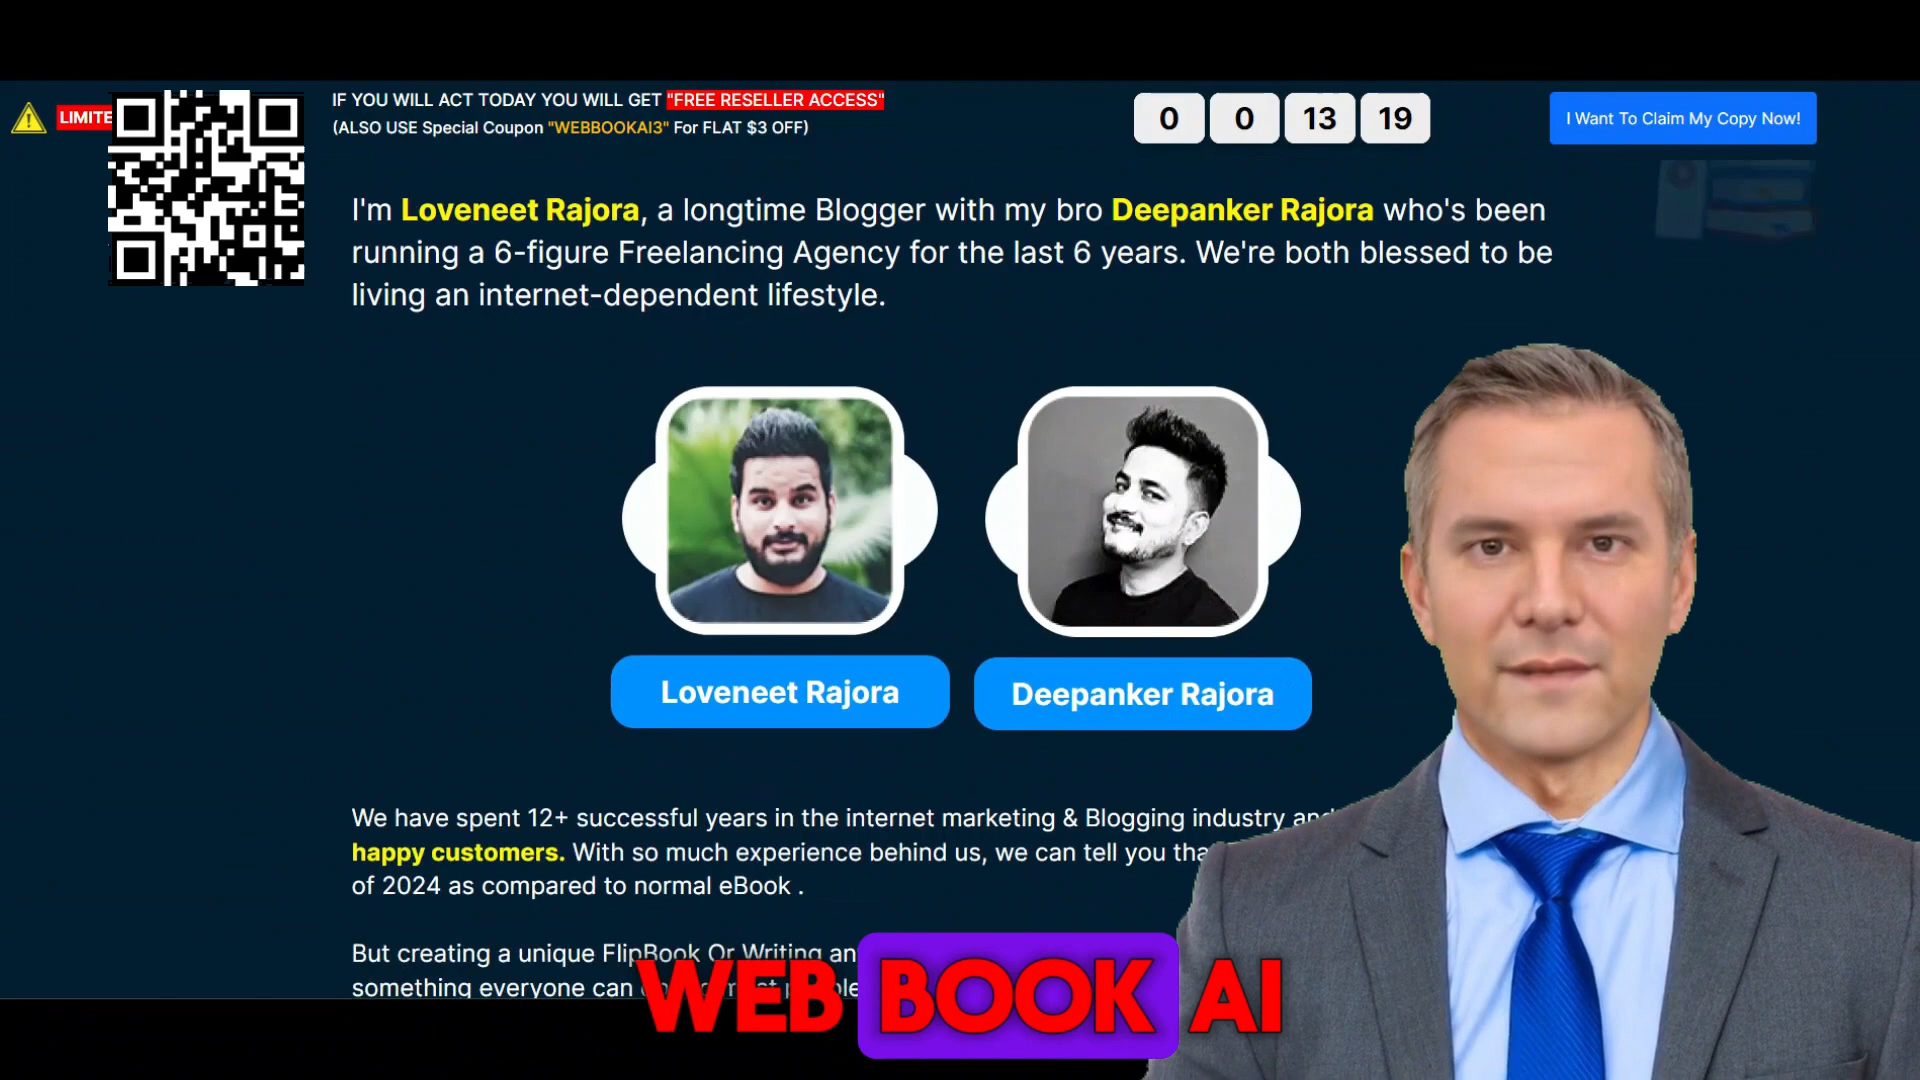 LIMITE
IF YOU WILL ACT TODAY YOU WILL GET "FREE RESELLER ACCESS"
(ALSO USE Special Coupon "WEBBOOKAI3" For FLAT $3 OFF)
0 0 13 19
I Want To Claim My Copy Now!
I'm Loveneet Rajora, a longtime Blogger with my bro Deepanker Rajora who's been
running a 6-figure Freelancing Agency for the last 6 years. We're both blessed to be
living an internet-dependent lifestyle.
Loveneet Rajora
Deepanker Rajora
We have spent 12+ successful years in the internet marketing & Blogging industry and
happy customers. With so much experience behind us, we can tell you tha
of 2024 as compared to normal eBook .
But creating a unique FlipBook Or Writing an
something everyone can
WEB BOOK AI